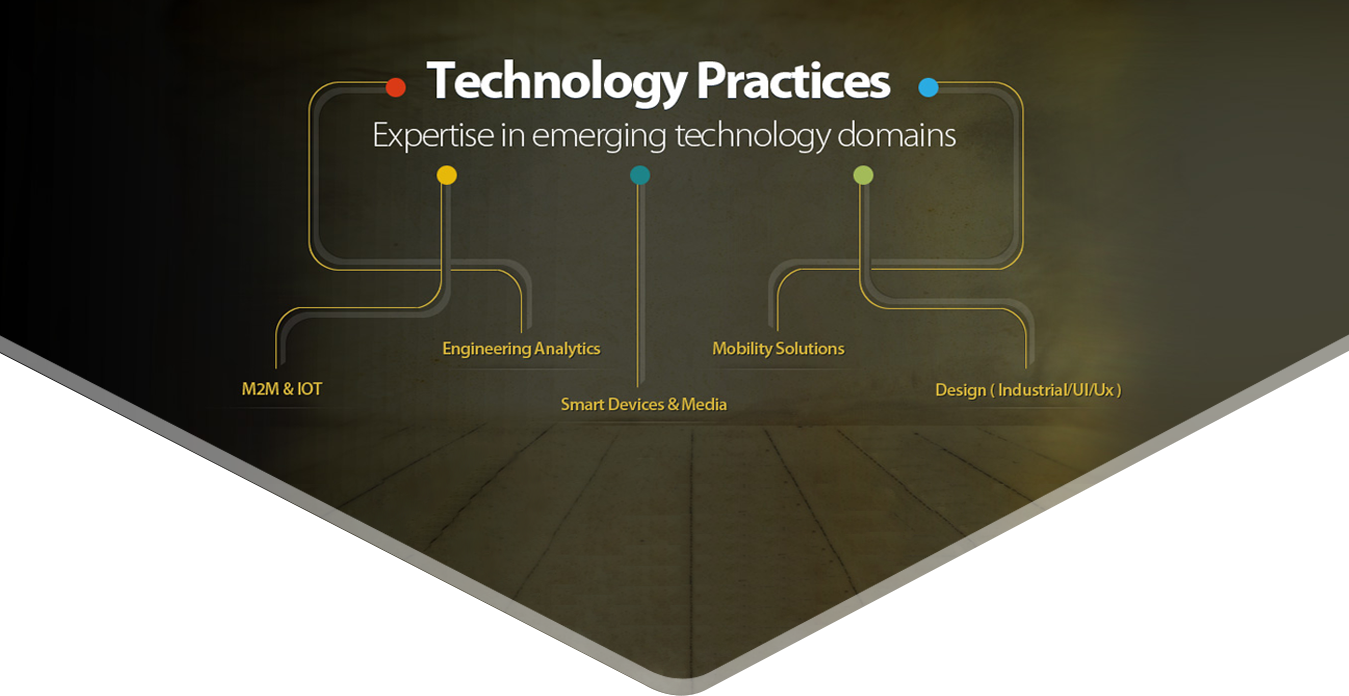 Technology Practices
Expertise in emerging technology domains
Engineering Analytics
Mobility Solutions
M2M & IOT
Design ( Industrial/UI/Ux )
Smart Devices & Media